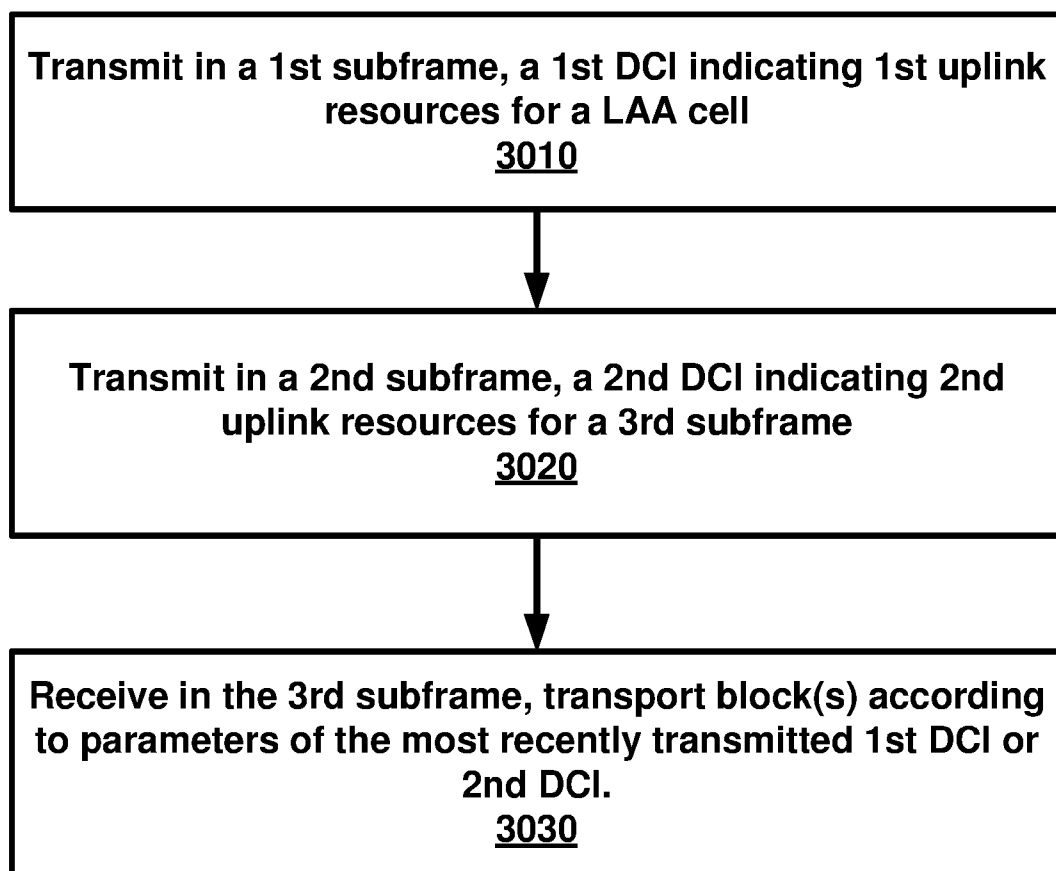 Transmit in a 1st subframe, a 1st DCI indicating 1st uplink
resources for a LAA cell
3010
Transmit in a 2nd subframe, a 2nd DCI indicating 2nd
uplink resources for a 3rd subframe
3020
Receive in the 3rd subframe, transport block(s) according
to parameters of the most recently transmitted 1st DCI or
2nd DCI.
3030